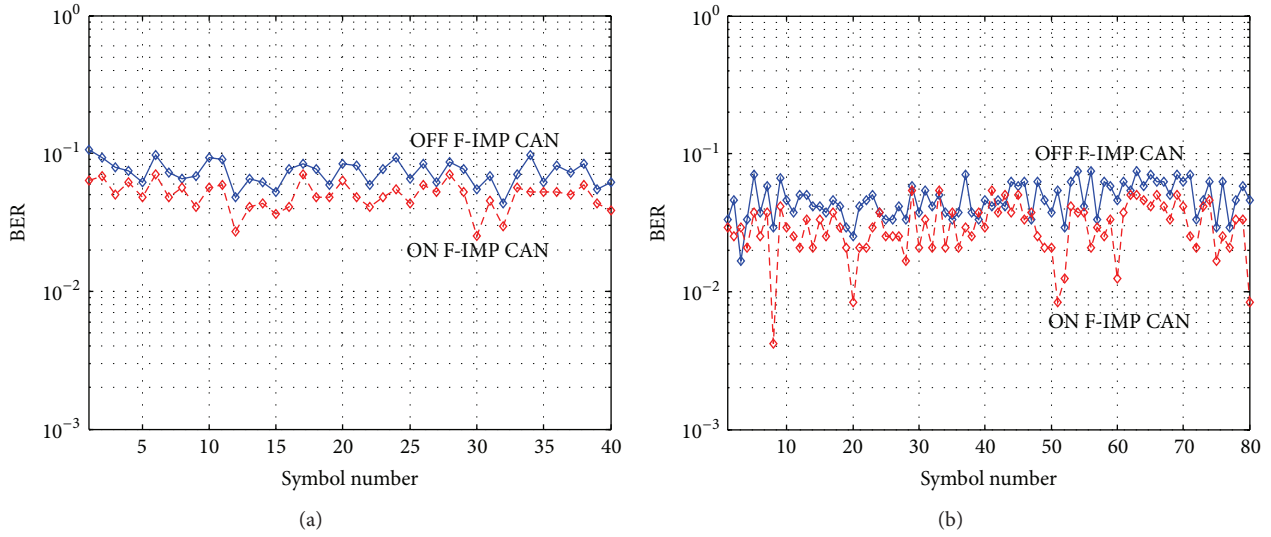 10^0
10^-1
10^-2
10^-3
BER
OFF F-IMP CAN
ON F-IMP CAN
5 10 15 20 25 30 35 40
Symbol number
(a)
10^0
10^-1
10^-2
10^-3
BER
OFF F-IMP CAN
ON F-IMP CAN
10 20 30 40 50 60 70 80
Symbol number
(b)